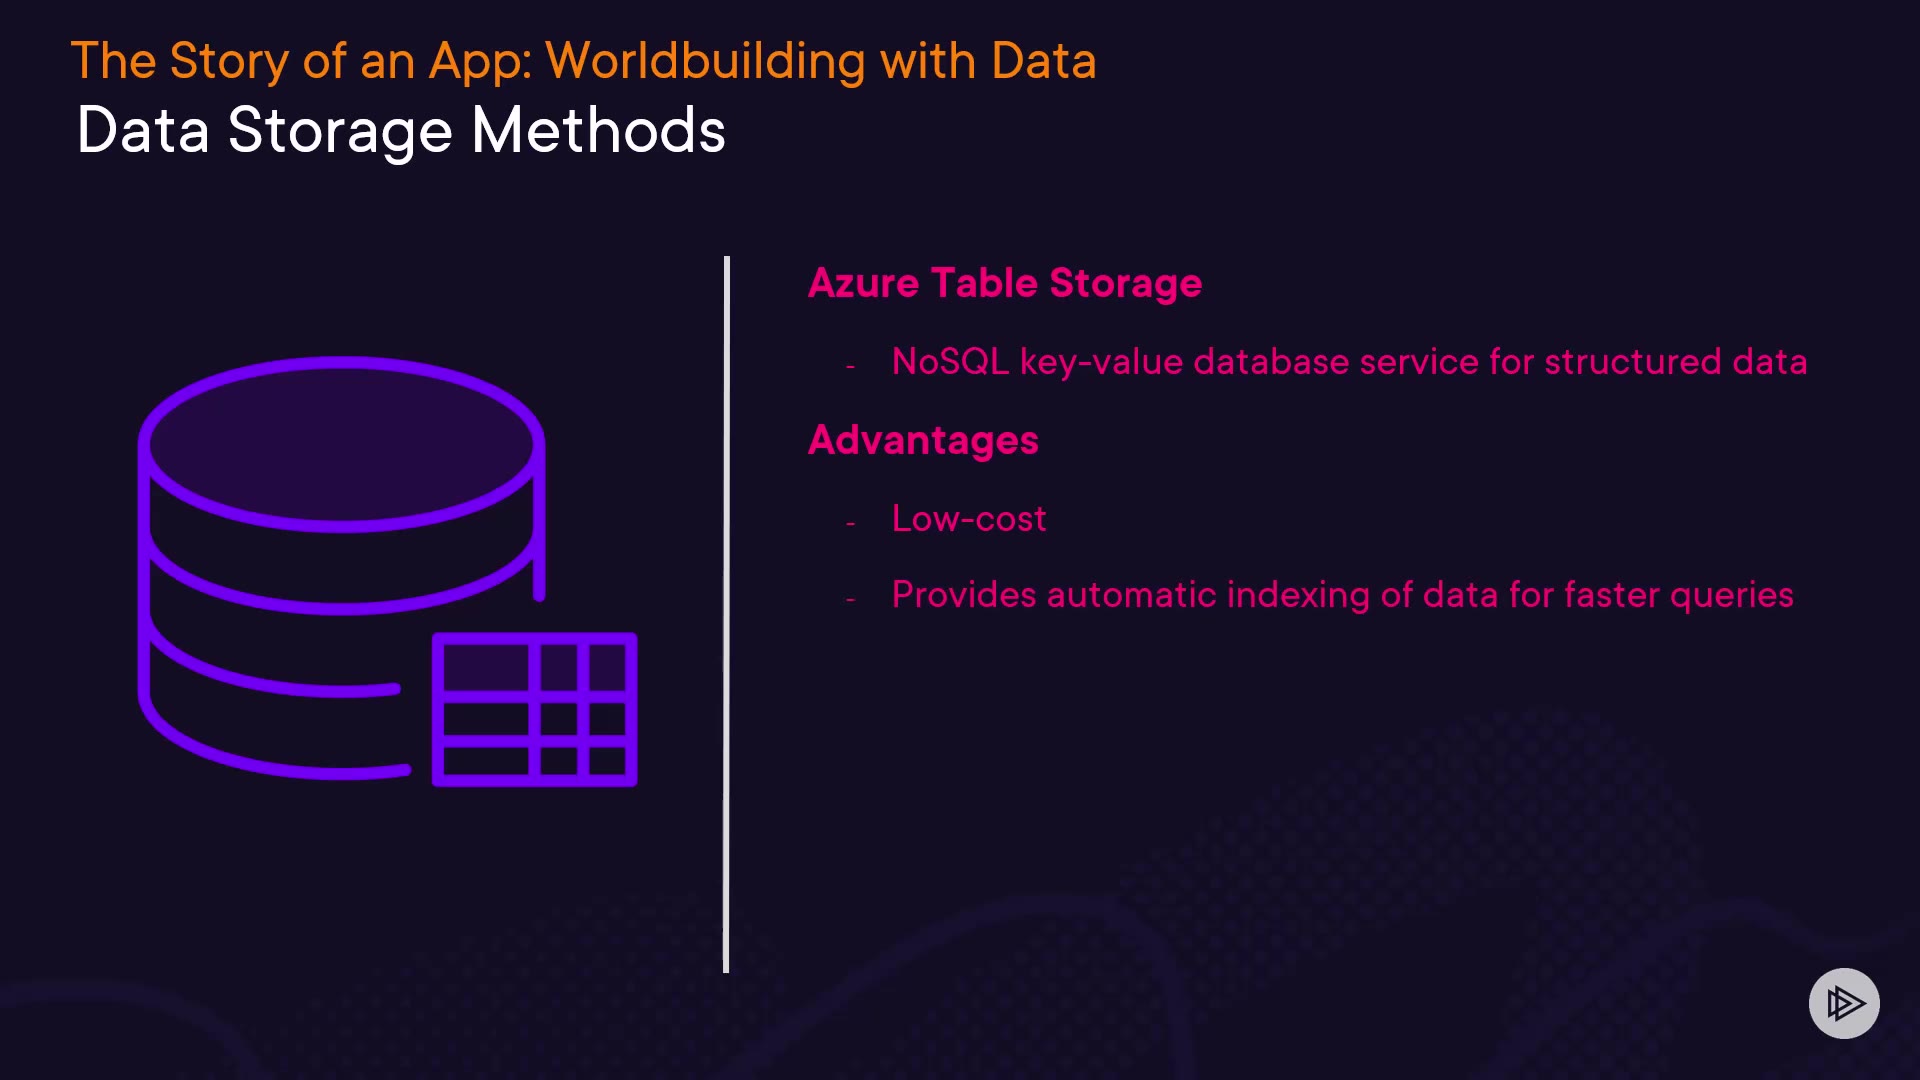 The Story of an App: Worldbuilding with Data
Data Storage Methods
Azure Table Storage
- NoSQL key-value database service for structured data
Advantages
- Low-cost
- Provides automatic indexing of data for faster queries